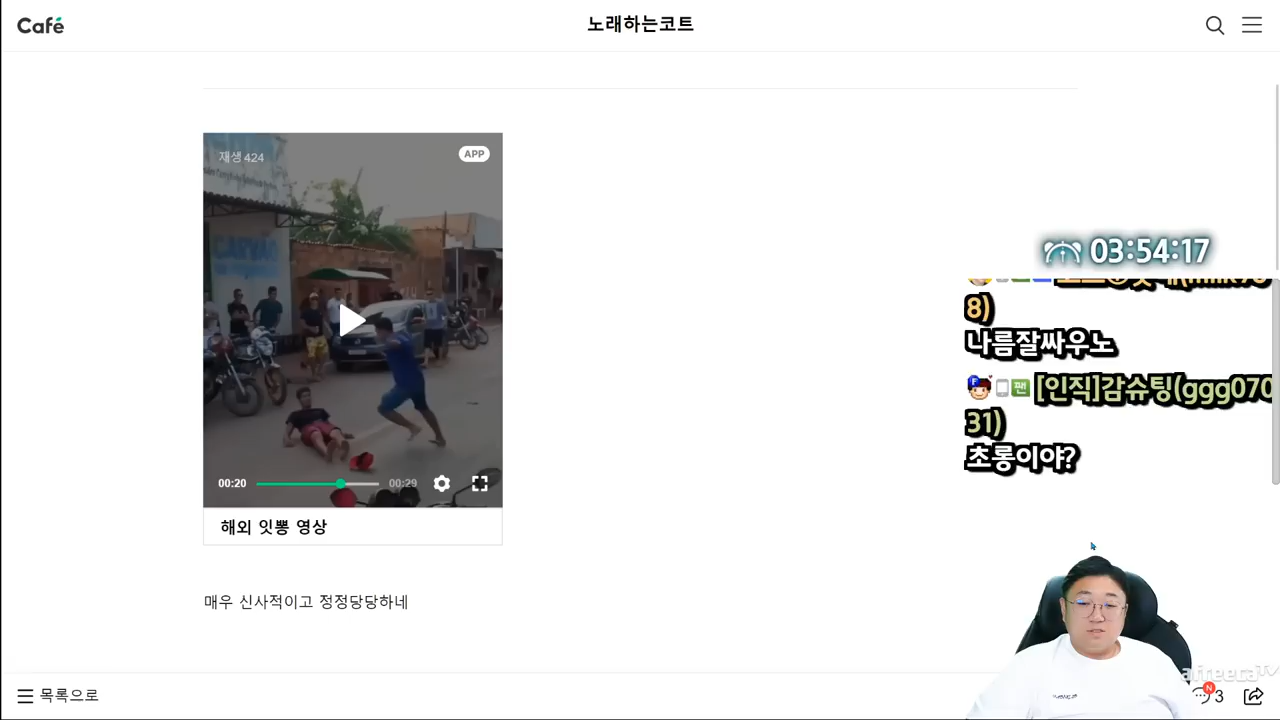 Café
노래하는코트
재생 424
APP
00:20
00:29
해외 잇뽕 영상
매우 신사적이고 정정당당하네
목록으로
03:54:17
8)
나름잘싸우노
[인직]감슈팅(ggg070
31)
초롱이야?
afreecaTV
N
3